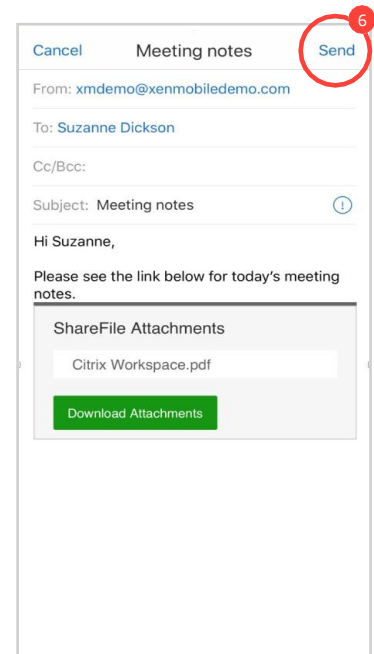 6
Cancel Meeting notes Send
From: xmdemo@xenmobiledemo.com
To: Suzanne Dickson
Cc/Bcc:
Subject: Meeting notes !
Hi Suzanne,
Please see the link below for today's meeting
notes.
ShareFile Attachments
Citrix Workspace.pdf
Download Attachments